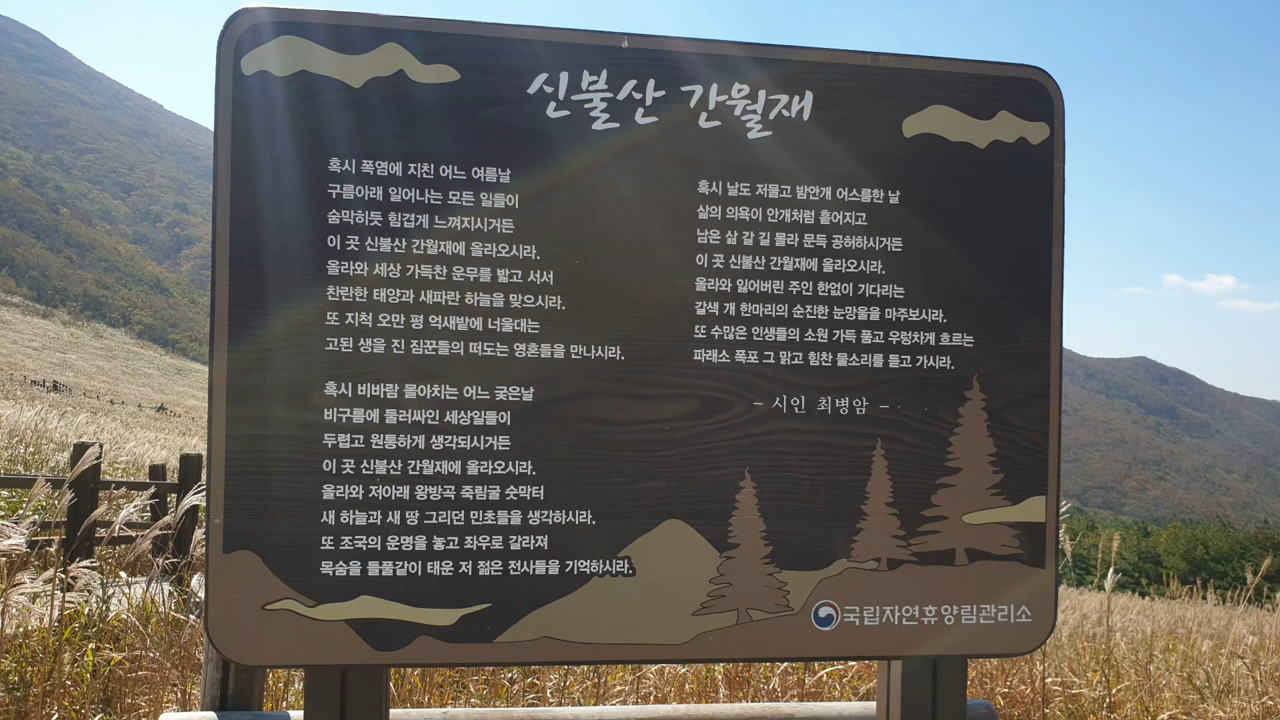 신불산 간월재
혹시 폭염에 지친 어느 여름날
구름아래 일어나는 모든 일들이
숨막히듯 힘겹게 느껴지시거든
이 곳 신불산 간월재에 올라오시라.
올라와 세상 가득찬 운무를 밟고 서서
찬란한 태양과 새파란 하늘을 맞으시라.
또 지척 오만 평 억새밭에 너울대는
고된 생을 진 짐꾼들의 떠도는 영혼들을 만나시라.
혹시 비바람 몰아치는 어느 궂은날
비구름에 둘러싸인 세상일들이
두렵고 원통하게 생각되시거든
이 곳 신불산 간월재에 올라오시라.
올라와 저아래 왕방곡 죽림굴 숯막터
새 하늘과 새 땅 그리던 민초들을 생각하시라.
또 조국의 운명을 놓고 좌우로 갈라져
목숨을 들풀같이 태운 저 젊은 전사들을 기억하시라.
혹시 날도 저물고 밤안개 어스름한 날
삶의 의욕이 안개처럼 흩어지고
남은 삶 갈 길 몰라 문득 공허하시거든
이 곳 신불산 간월재에 올라오시라.
올라와 잃어버린 주인 한없이 기다리는
갈색 개 한마리의 순진한 눈망울을 마주보시라.
또 수많은 인생들의 소원 가득 품고 우렁차게 흐르는
파래소 폭포 그 맑고 힘찬 물소리를 듣고 가시라.
- 시인 최병암 -
국립자연휴양림관리소